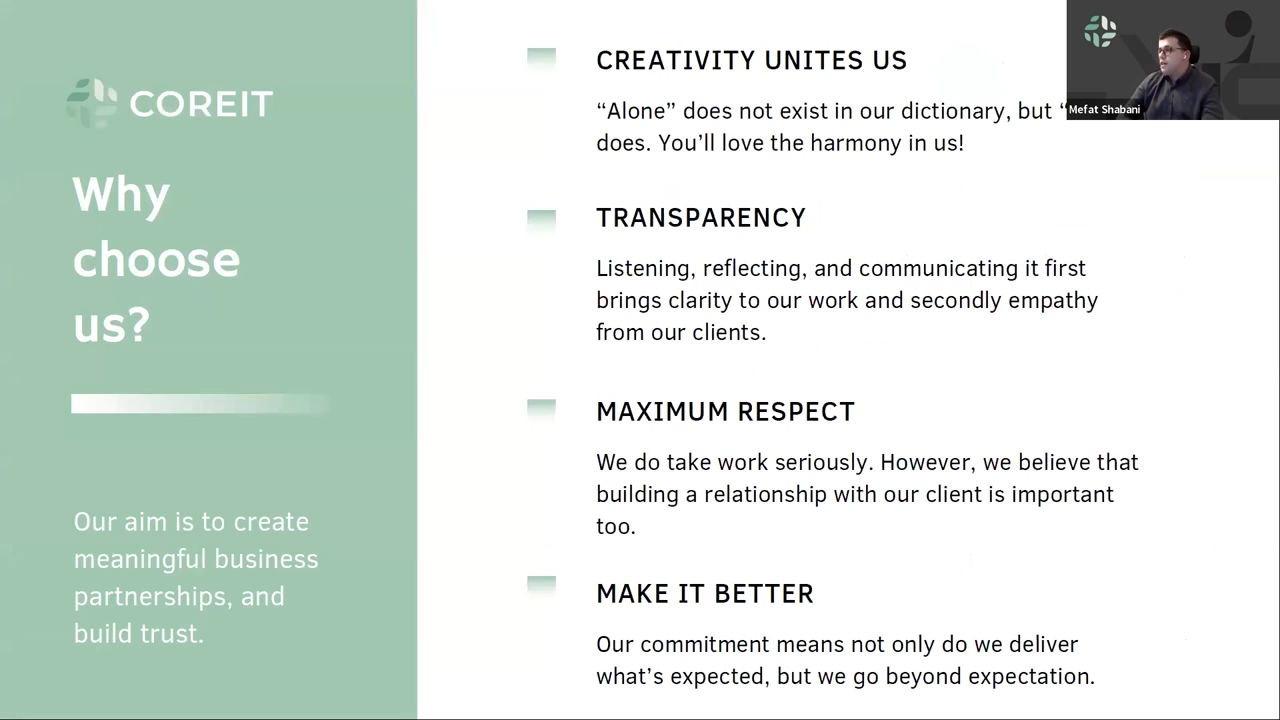 COREIT
Why
choose
us?
Our aim is to create
meaningful business
partnerships, and
build trust.
CREATIVITY UNITES US
“Alone” does not exist in our dictionary, but “
does. You’ll love the harmony in us!
TRANSPARENCY
Listening, reflecting, and communicating it first
brings clarity to our work and secondly empathy
from our clients.
MAXIMUM RESPECT
We do take work seriously. However, we believe that
building a relationship with our client is important
too.
MAKE IT BETTER
Our commitment means not only do we deliver
what’s expected, but we go beyond expectation.
Mefat Shabani